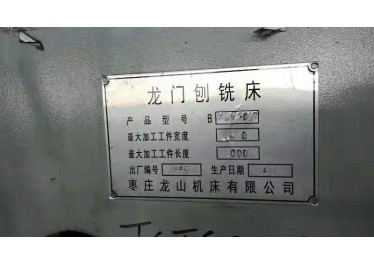 龙门刨铣床
产品型号 B
最大加工工件宽度
最大加工工件长度 000
出厂编号 生产日期
枣庄龙山机床有限公司